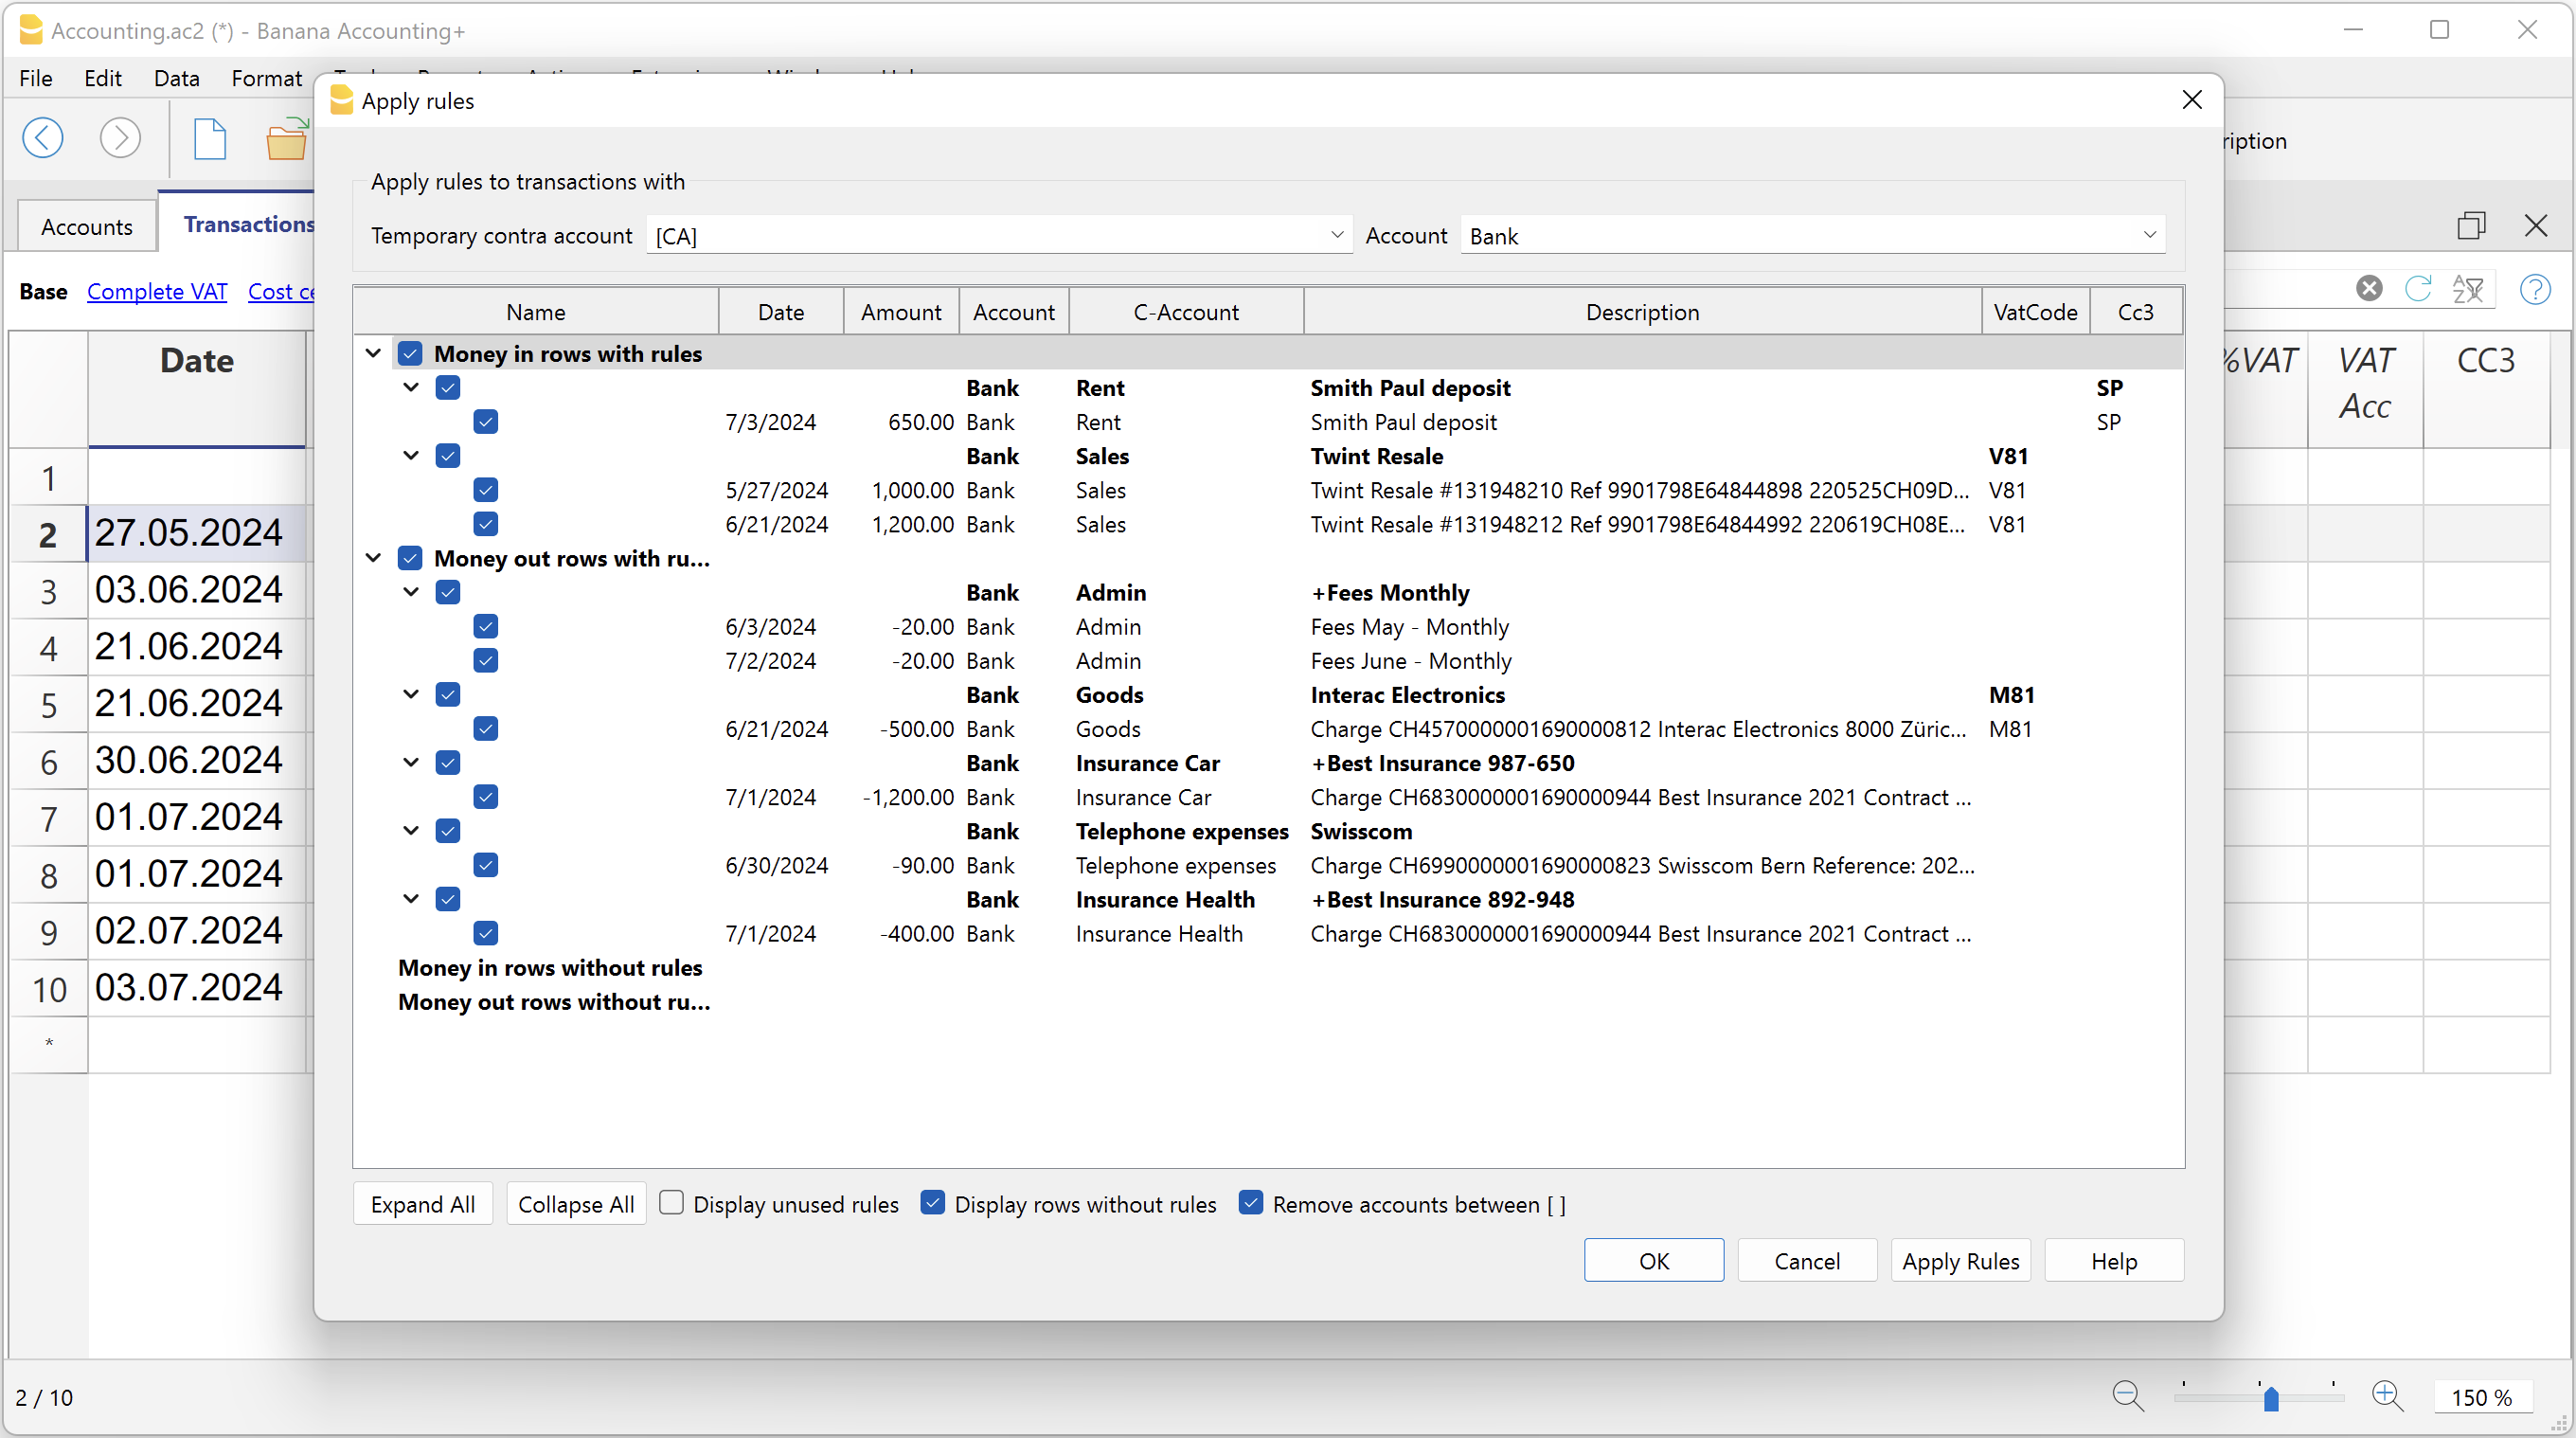 Accounting.ac2 (*) - Banana Accounting+
File Edit Data Format
Apply rules
ription
Apply rules to transactions with
Accounts Transactions
Temporary contra account [CA] Account Bank
Base Complete VAT Cost ce
Name Date Amount Account C-Account Description VatCode Cc3
Date %VAT VAT Acc CC3
Money in rows with rules
Bank Rent Smith Paul deposit SP
7/3/2024 650.00 Bank Rent Smith Paul deposit SP
Bank Sales Twint Resale V81
5/27/2024 1,000.00 Bank Sales Twint Resale #131948210 Ref 9901798E64844898 220525CH09D... V81
6/21/2024 1,200.00 Bank Sales Twint Resale #131948212 Ref 9901798E64844992 220619CH08E... V81
Money out rows with ru...
Bank Admin +Fees Monthly
6/3/2024 -20.00 Bank Admin Fees May - Monthly
7/2/2024 -20.00 Bank Admin Fees June - Monthly
Bank Goods Interac Electronics M81
6/21/2024 -500.00 Bank Goods Charge CH4570000001690000812 Interac Electronics 8000 Züric... M81
Bank Insurance Car +Best Insurance 987-650
7/1/2024 -1,200.00 Bank Insurance Car Charge CH6830000001690000944 Best Insurance 2021 Contract ...
Bank Telephone expenses Swisscom
6/30/2024 -90.00 Bank Telephone expenses Charge CH6990000001690000823 Swisscom Bern Reference: 202...
Bank Insurance Health +Best Insurance 892-948
7/1/2024 -400.00 Bank Insurance Health Charge CH6830000001690000944 Best Insurance 2021 Contract ...
Money in rows without rules
Money out rows without ru...
1
2 27.05.2024
3 03.06.2024
4 21.06.2024
5 21.06.2024
6 30.06.2024
7 01.07.2024
8 01.07.2024
9 02.07.2024
10 03.07.2024
*
Expand All Collapse All Display unused rules Display rows without rules Remove accounts between [ ]
OK Cancel Apply Rules Help
2 / 10
150 %